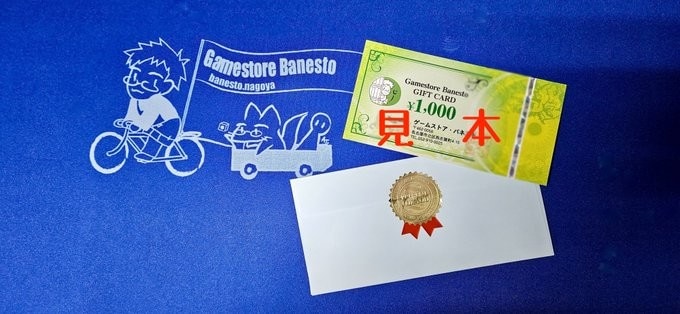 Gamestore Banesto
banesto.nagoya
Gamestore Banesto
GIFT CARD
¥1,000
見本
ゲームストア・バネ